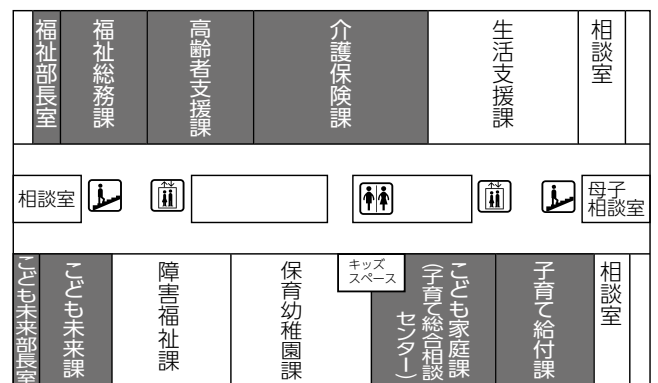 福祉部長室
福祉総務課
高齢者支援課
介護保険課
生活支援課
相談室
相談室
母子
相談室
こども未来部長室
こども未来課
障害福祉課
保育幼稚園課
キッズ
スペース
こども家庭課
(子育て総合相談
センター)
子育て給付課
相談室